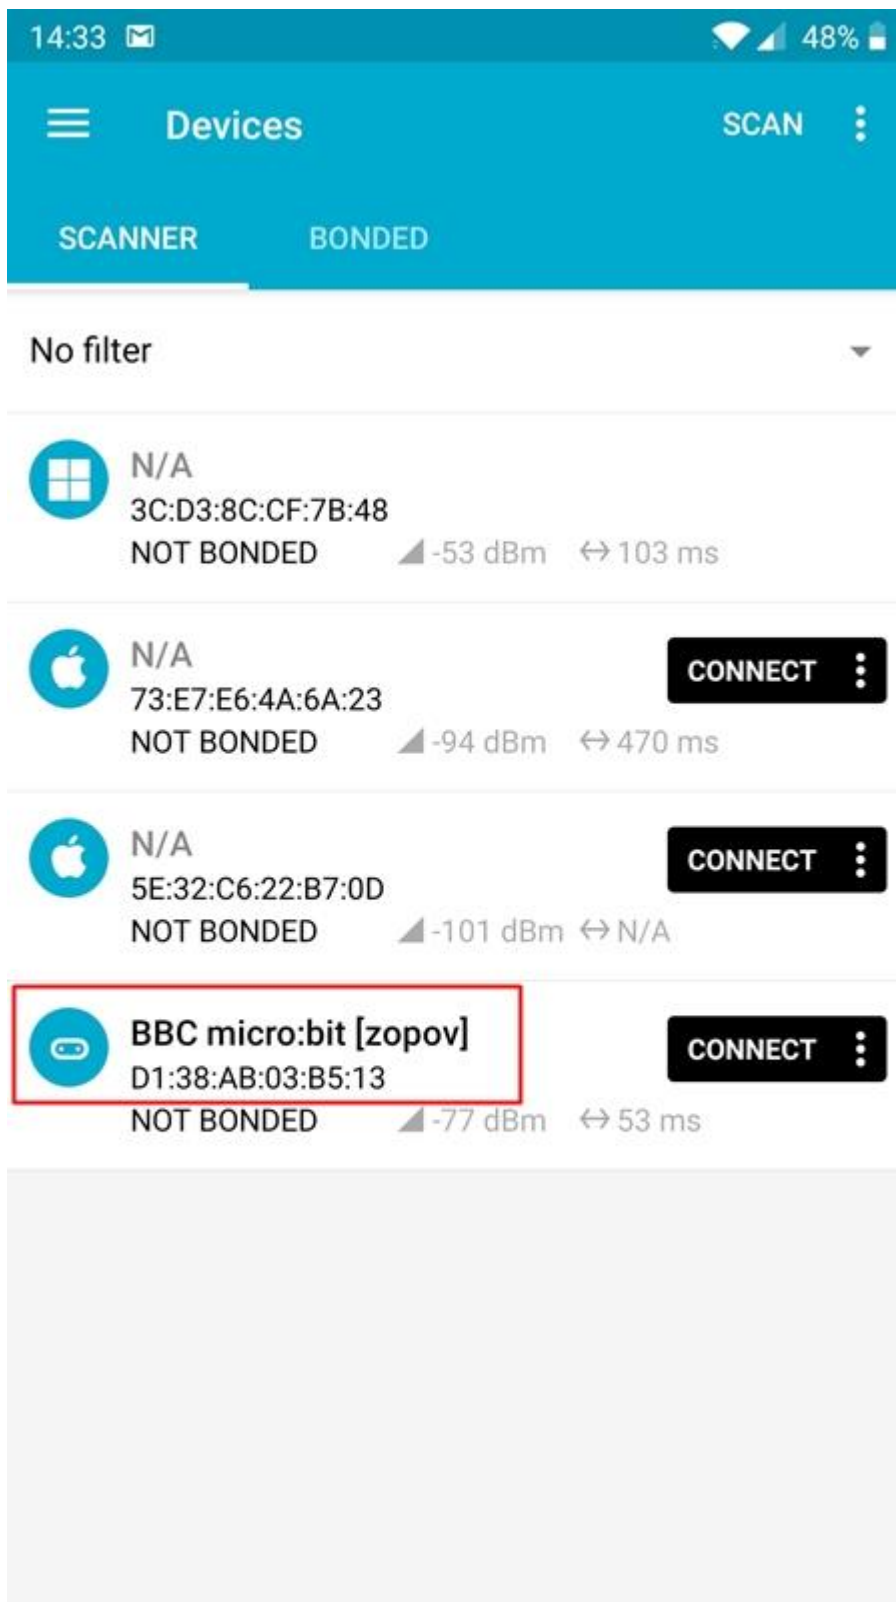 14:33 48%
Devices SCAN
SCANNER BONDED
No filter
N/A
3C:D3:8C:CF:7B:48
NOT BONDED -53 dBm 103 ms
N/A
CONNECT
73:E7:E6:4A:6A:23
NOT BONDED -94 dBm 470 ms
N/A
CONNECT
5E:32:C6:22:B7:0D
NOT BONDED -101 dBm N/A
BBC micro:bit [zopov]
CONNECT
D1:38:AB:03:B5:13
NOT BONDED -77 dBm 53 ms